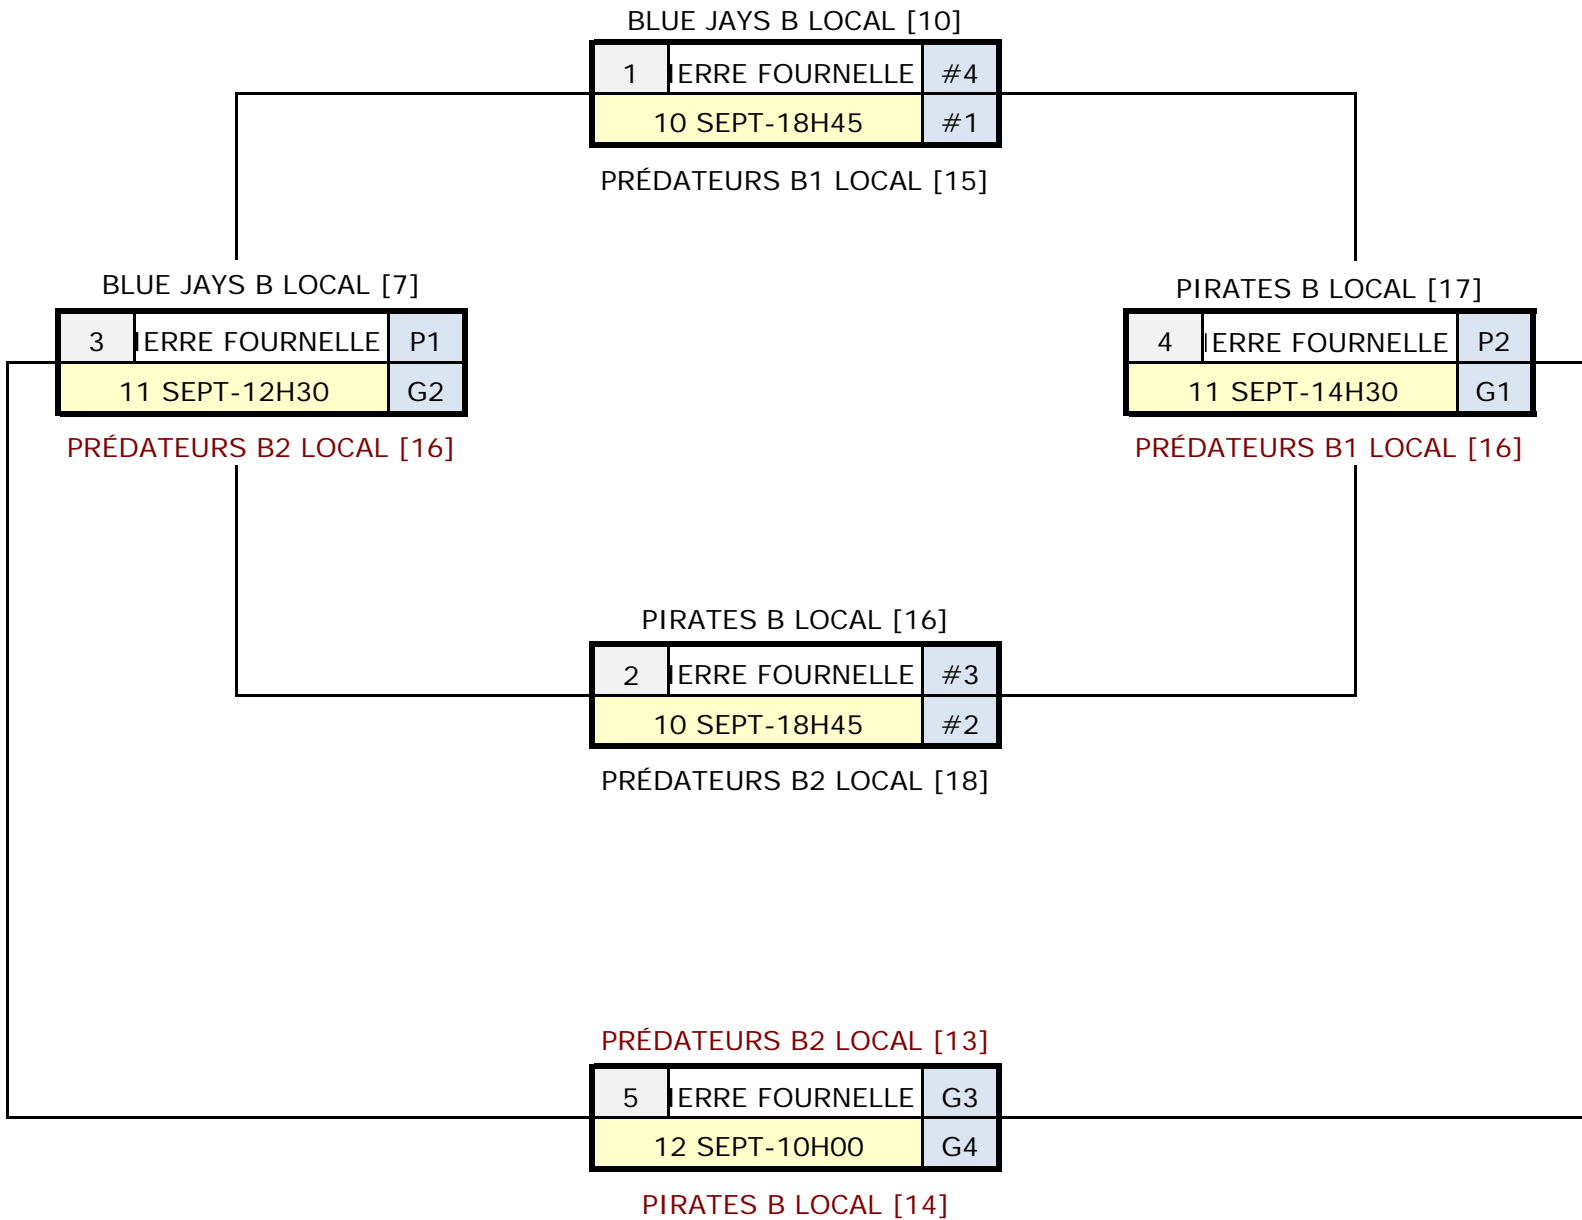 BLUE JAYS B LOCAL [10]
1 IERRE FOURNELLE #4
10 SEPT-18H45 #1
PRÉDATEURS B1 LOCAL [15]
BLUE JAYS B LOCAL [7]
3 IERRE FOURNELLE P1
11 SEPT-12H30 G2
PRÉDATEURS B2 LOCAL [16]
PIRATES B LOCAL [17]
4 IERRE FOURNELLE P2
11 SEPT-14H30 G1
PRÉDATEURS B1 LOCAL [16]
PIRATES B LOCAL [16]
2 IERRE FOURNELLE #3
10 SEPT-18H45 #2
PRÉDATEURS B2 LOCAL [18]
PRÉDATEURS B2 LOCAL [13]
5 IERRE FOURNELLE G3
12 SEPT-10H00 G4
PIRATES B LOCAL [14]